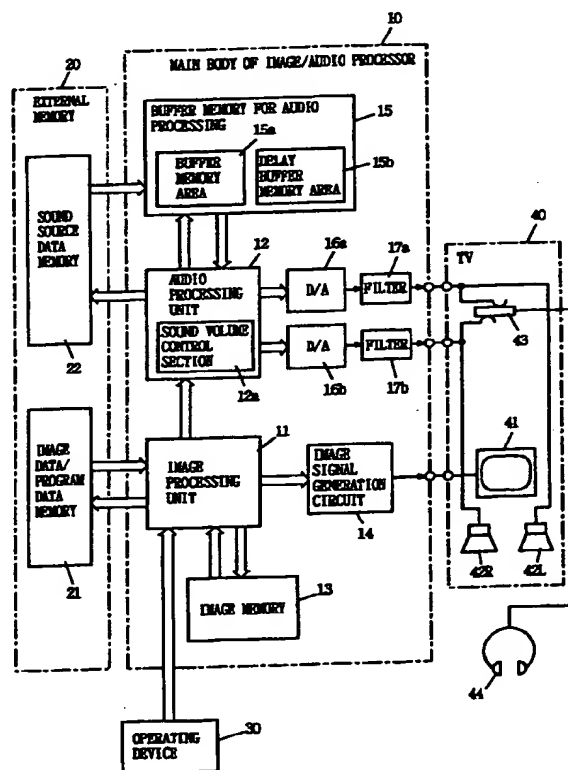 10
20
MAIN BODY OF IMAGE/AUDIO PROCESSOR
EXTERNAL
MEMORY
BUFFER MEMORY FOR AUDIO
PROCESSING
15
15a
15b
BUFFER
MEMORY
AREA
DELAY
BUFFER
MEMORY AREA
SOUND
SOURCE
DATA
MEMORY
22
12
AUDIO
PROCESSING
UNIT
SOUND VOLUME
CONTROL
SECTION
12a
16a
D/A
17a
FILTER
D/A
16b
FILTER
17b
40
TV
43
41
42R
42L
44
IMAGE
DATA/
PROGRAM
DATA
MEMORY
21
11
IMAGE
PROCESSING
UNIT
IMAGE
SIGNAL
GENERATION
CIRCUIT
14
13
IMAGE MEMORY
OPERATING
DEVICE
30